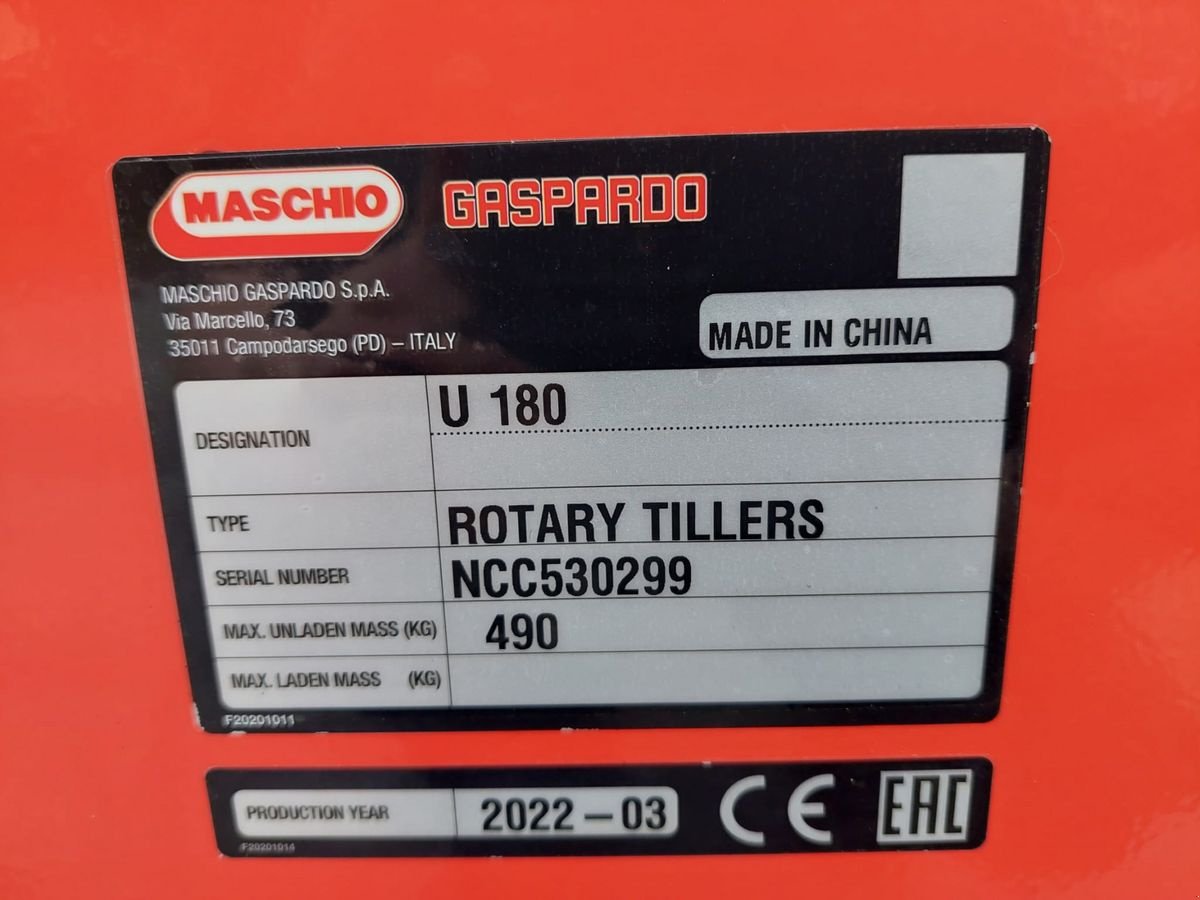 MASCHIO GASPARDO
MASCHIO GASPARDO S.p.A.
Via Marcello, 73
35011 Campodarsego (PD) – ITALY
MADE IN CHINA
DESIGNATION U 180
TYPE ROTARY TILLERS
SERIAL NUMBER NCC530299
MAX. UNLADEN MASS (KG) 490
MAX. LADEN MASS (KG)
F20201011
PRODUCTION YEAR 2022–03 CE EAC
F20201014